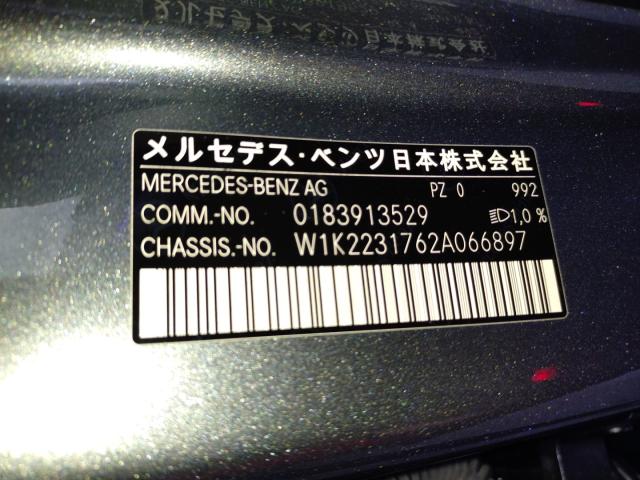 メルセデス・ベンツ日本株式会社
MERCEDES-BENZ AG PZ 0 992
COMM.-NO. 0183913529 1,0 %
CHASSIS.-NO. W1K2231762A066897